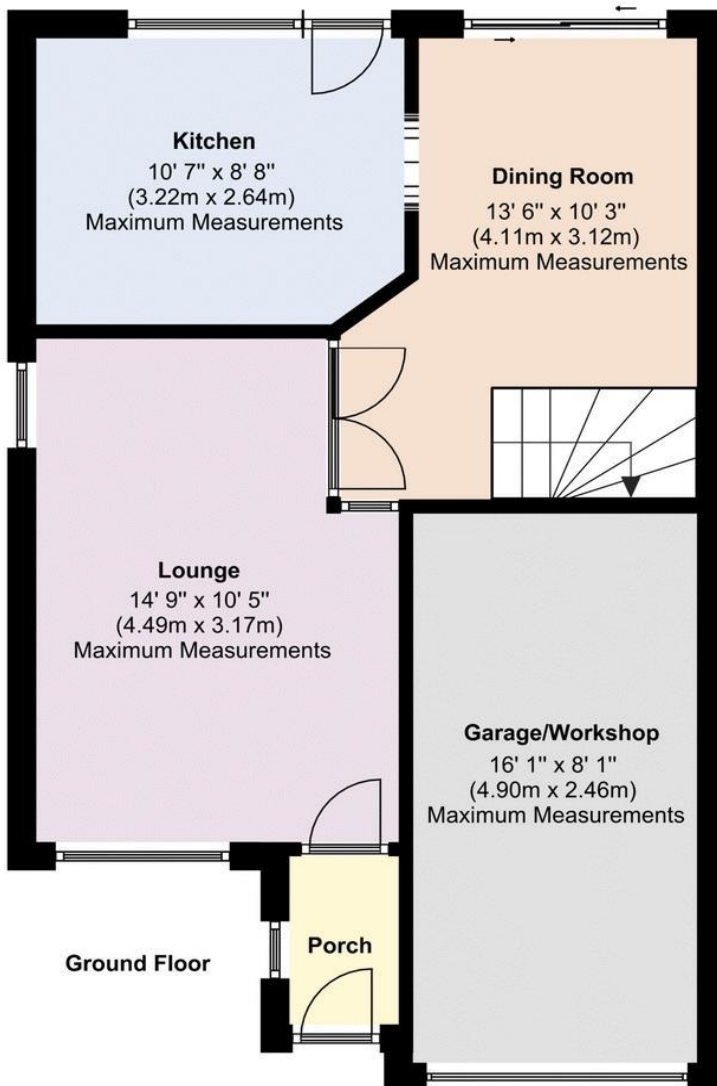 Kitchen
10' 7" x 8' 8"
(3.22m x 2.64m)
Maximum Measurements
Dining Room
13' 6" x 10' 3"
(4.11m x 3.12m)
Maximum Measurements
Lounge
14' 9" x 10' 5"
(4.49m x 3.17m)
Maximum Measurements
Garage/Workshop
16' 1" x 8' 1"
(4.90m x 2.46m)
Maximum Measurements
Porch
Ground Floor